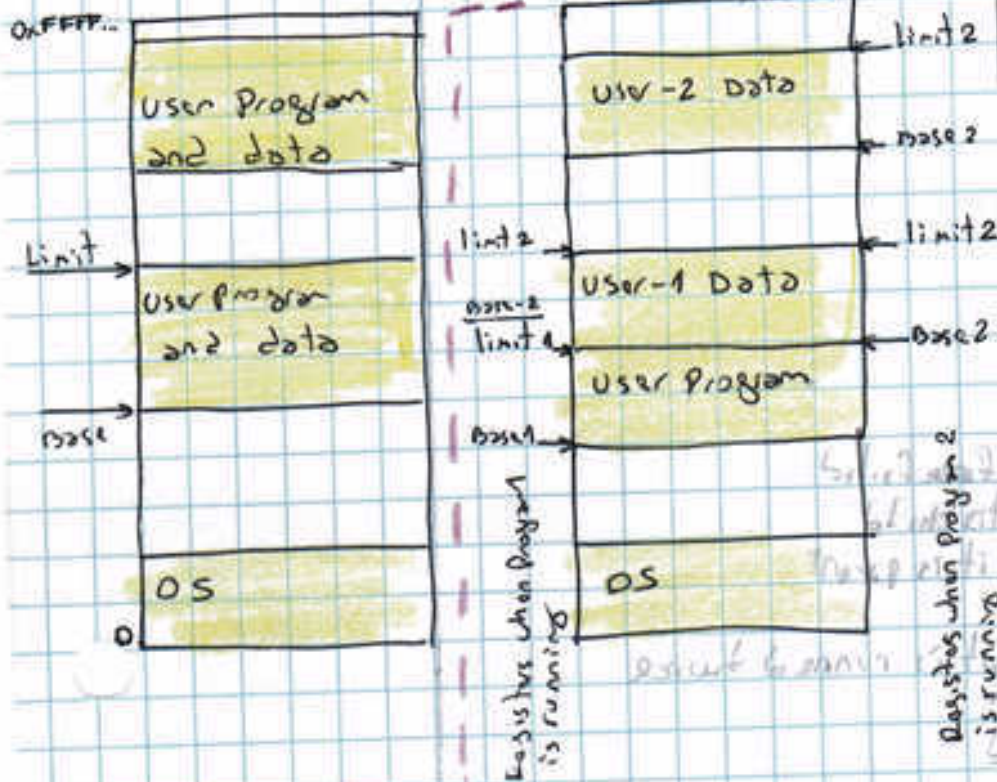 0xFFFF..
User Program
and data
Limit
User Program
and data
Base
OS
0
limit 2
User-2 Data
Base 2
limit 2
limit 2
User-1 Data
Base-2
limit 1
Base 2
User Program
Base 1
OS
Registers when Program 1
is running
Registers when Program 2
is running